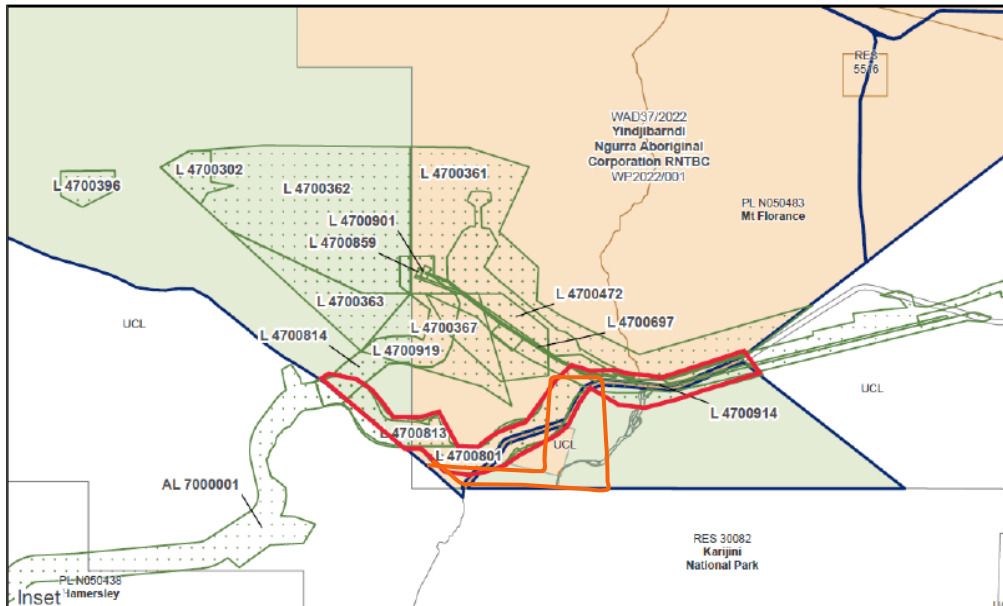 RES
5516
WAD37/2022
Yindjibarndi
Ngurra Aboriginal
Corporation RNTBC
WP2022/001
L 4700302
L 4700361
L 4700396
L 4700362
PL N050483
Mt Florance
L 4700901
L 4700859
L 4700472
L 4700363
UCL
L 4700367
L 4700697
L 4700814
L 4700919
UCL
L 4700914
L 4700813
UCL
L 4700801
AL 7000001
RES 30082
Karijini
National Park
PL N050438
Hamersley
Inset